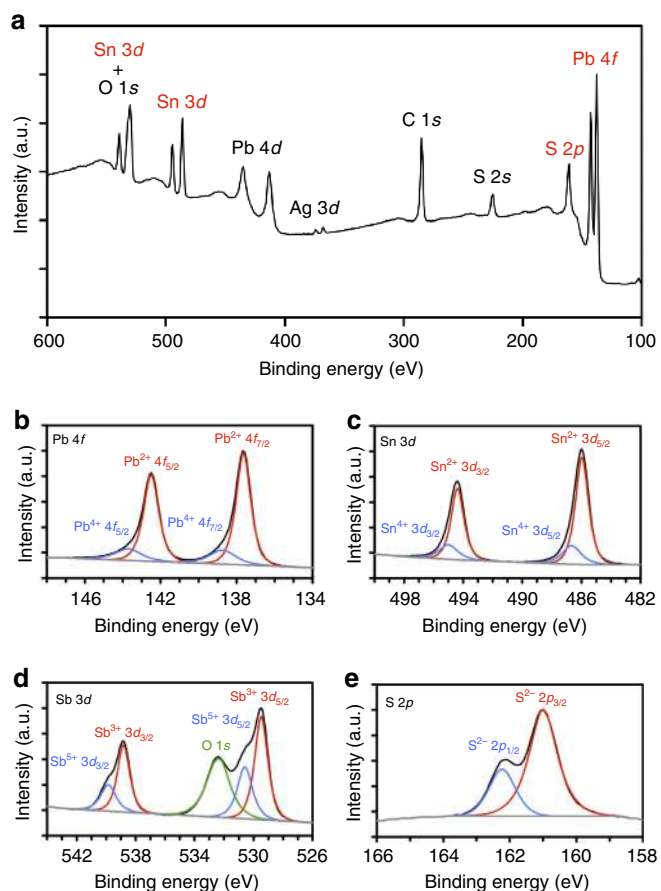 a
Sn 3d
+
O 1s
Sn 3d
Pb 4d
Ag 3d
C 1s
S 2s
S 2p
Pb 4f
Intensity (a.u.)
600 500 400 300 200 100
Binding energy (eV)
b
Pb 4f
Pb²⁺ 4f₅/₂
Pb²⁺ 4f₇/₂
Pb⁴⁺ 4f₅/₂
Pb⁴⁺ 4f₇/₂
Intensity (a.u.)
146 142 138 134
Binding energy (eV)
c
Sn 3d
Sn²⁺ 3d₅/₂
Sn²⁺ 3d₃/₂
Sn⁴⁺ 3d₃/₂
Sn⁴⁺ 3d₅/₂
Intensity (a.u.)
498 494 490 486 482
Binding energy (eV)
d
Sb 3d
Sb³⁺ 3d₅/₂
Sb³⁺ 3d₃/₂
Sb⁵⁺ 3d₅/₂
O 1s
Sb⁵⁺ 3d₃/₂
Intensity (a.u.)
542 538 534 530 526
Binding energy (eV)
e
S 2p
S²⁻ 2p₃/₂
S²⁻ 2p₁/₂
Intensity (a.u.)
166 164 162 160 158
Binding energy (eV)